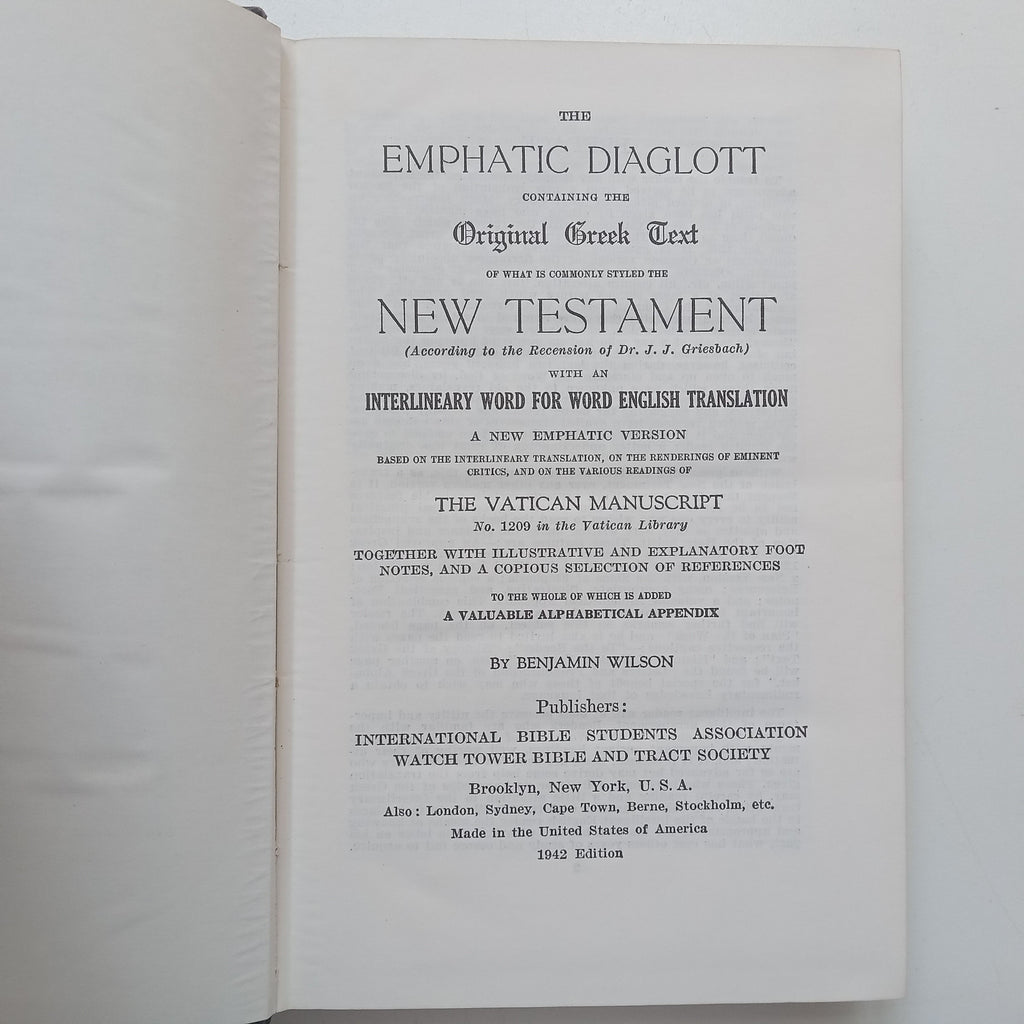 THE
EMPHATIC DIAGLOTT
CONTAINING THE
Original Greek Text
OF WHAT IS COMMONLY STYLED THE
NEW TESTAMENT
(According to the Recension of Dr. J. J. Griesbach)
WITH AN
INTERLINEARY WORD FOR WORD ENGLISH TRANSLATION
A NEW EMPHATIC VERSION
BASED ON THE INTERLINEARY TRANSLATION, ON THE RENDERINGS OF EMINENT
CRITICS, AND ON THE VARIOUS READINGS OF
THE VATICAN MANUSCRIPT
No. 1209 in the Vatican Library
TOGETHER WITH ILLUSTRATIVE AND EXPLANATORY FOOT
NOTES, AND A COPIOUS SELECTION OF REFERENCES
TO THE WHOLE OF WHICH IS ADDED
A VALUABLE ALPHABETICAL APPENDIX
BY BENJAMIN WILSON
Publishers:
INTERNATIONAL BIBLE STUDENTS ASSOCIATION
WATCH TOWER BIBLE AND TRACT SOCIETY
Brooklyn, New York, U. S. A.
Also: London, Sydney, Cape Town, Berne, Stockholm, etc.
Made in the United States of America
1942 Edition